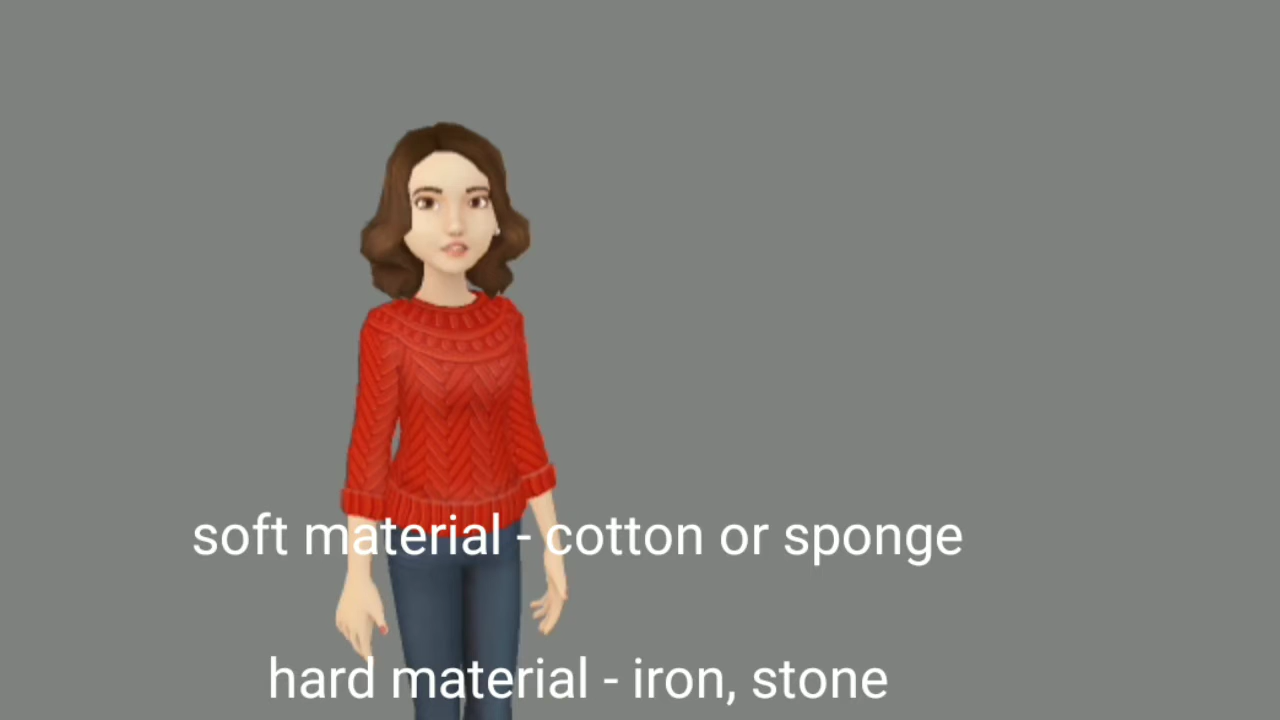 soft material - cotton or sponge
hard material - iron, stone